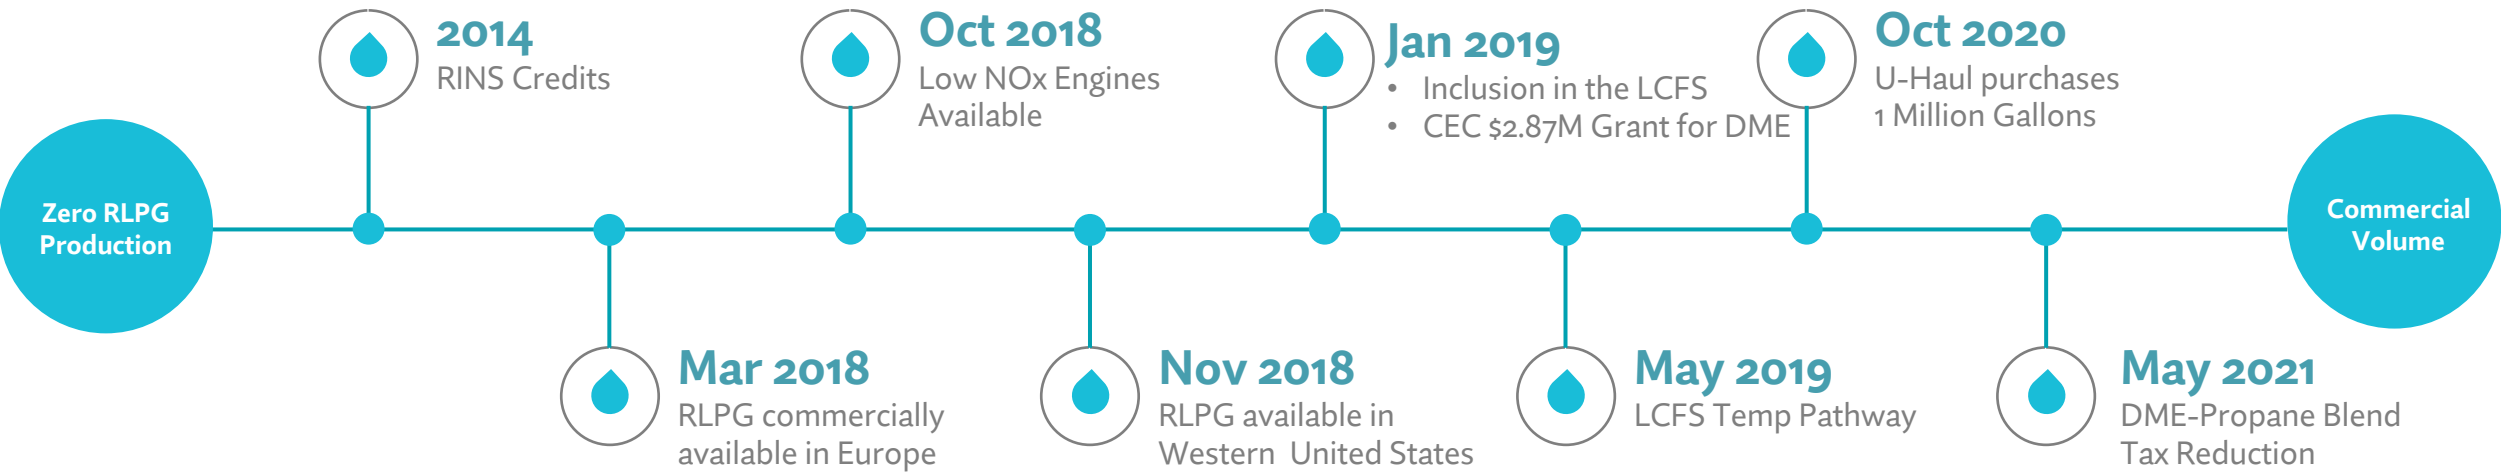 Zero RLPG
Production
2014
RINS Credits
Mar 2018
RLPG commercially
available in Europe
Oct 2018
Low NOx Engines
Available
Nov 2018
RLPG available in
Western United States
Jan 2019
• Inclusion in the LCFS
• CEC $2.87M Grant for DME
May 2019
LCFS Temp Pathway
Oct 2020
U-Haul purchases
1 Million Gallons
May 2021
DME-Propane Blend
Tax Reduction
Commercial
Volume